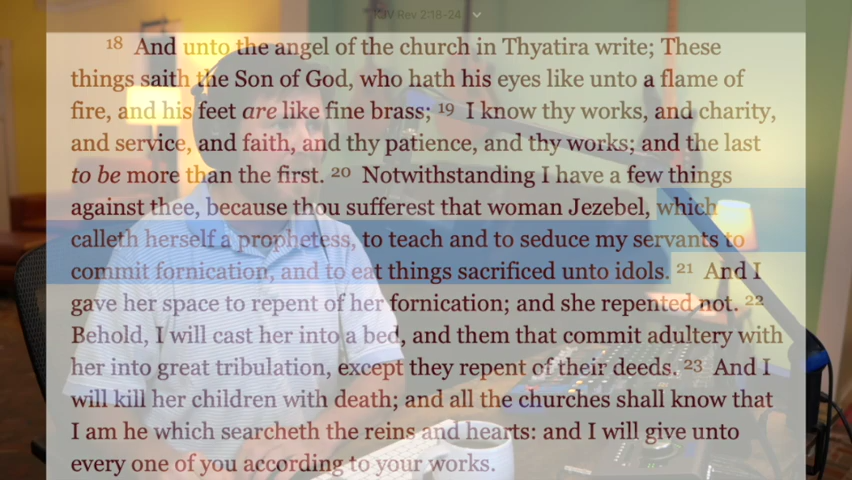 KJV Rev 2:18-24
18 And unto the angel of the church in Thyatira write; These
things saith the Son of God, who hath his eyes like unto a flame of
fire, and his feet are like fine brass; 19 I know thy works, and charity,
and service, and faith, and thy patience, and thy works; and the last
to be more than the first. 20 Notwithstanding I have a few things
against thee, because thou sufferest that woman Jezebel, which
calleth herself a prophetess, to teach and to seduce my servants to
commit fornication, and to eat things sacrificed unto idols. 21 And I
gave her space to repent of her fornication; and she repented not. 22
Behold, I will cast her into a bed, and them that commit adultery with
her into great tribulation, except they repent of their deeds. 23 And I
will kill her children with death; and all the churches shall know that
I am he which searcheth the reins and hearts: and I will give unto
every one of you according to your works.